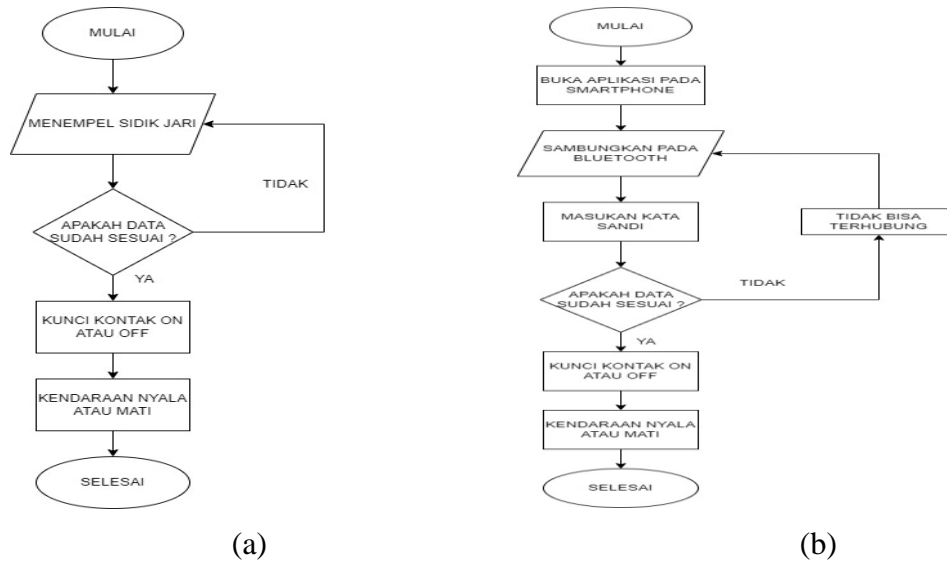 MULAI
MENEMPEL SIDIK JARI
TIDAK
APAKAH DATA
SUDAH SESUAI ?
YA
KUNCI KONTAK ON
ATAU OFF
KENDARAAN NYALA
ATAU MATI
SELESAI
(a)
MULAI
BUKA APLIKASI PADA
SMARTPHONE
SAMBUNGKAN PADA
BLUETOOTH
MASUKAN KATA
SANDI
TIDAK BISA
TERHUBUNG
APAKAH DATA
SUDAH SESUAI ?
TIDAK
YA
KUNCI KONTAK ON
ATAU OFF
KENDARAAN NYALA
ATAU MATI
SELESAI
(b)